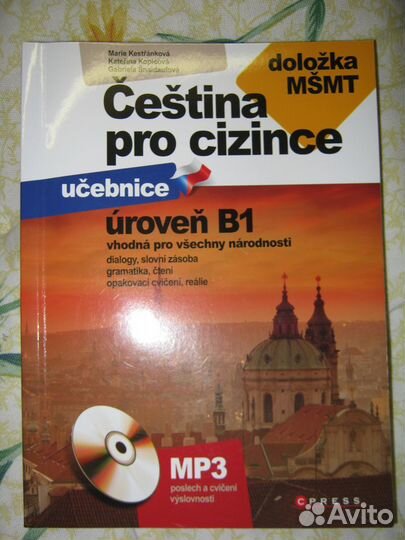 Marie Kestřánková
Kateřina Kopicová
Gabriela Šnaidaufová
doložka
MŠMT
Čeština
pro cizince
učebnice
úroveň B1
vhodná pro všechny národnosti
dialogy, slovní zásoba
gramatika, čtení
opakovací cvičení, reálie
MP3
poslech a cvičení
výslovnosti
CPRESS
Avito